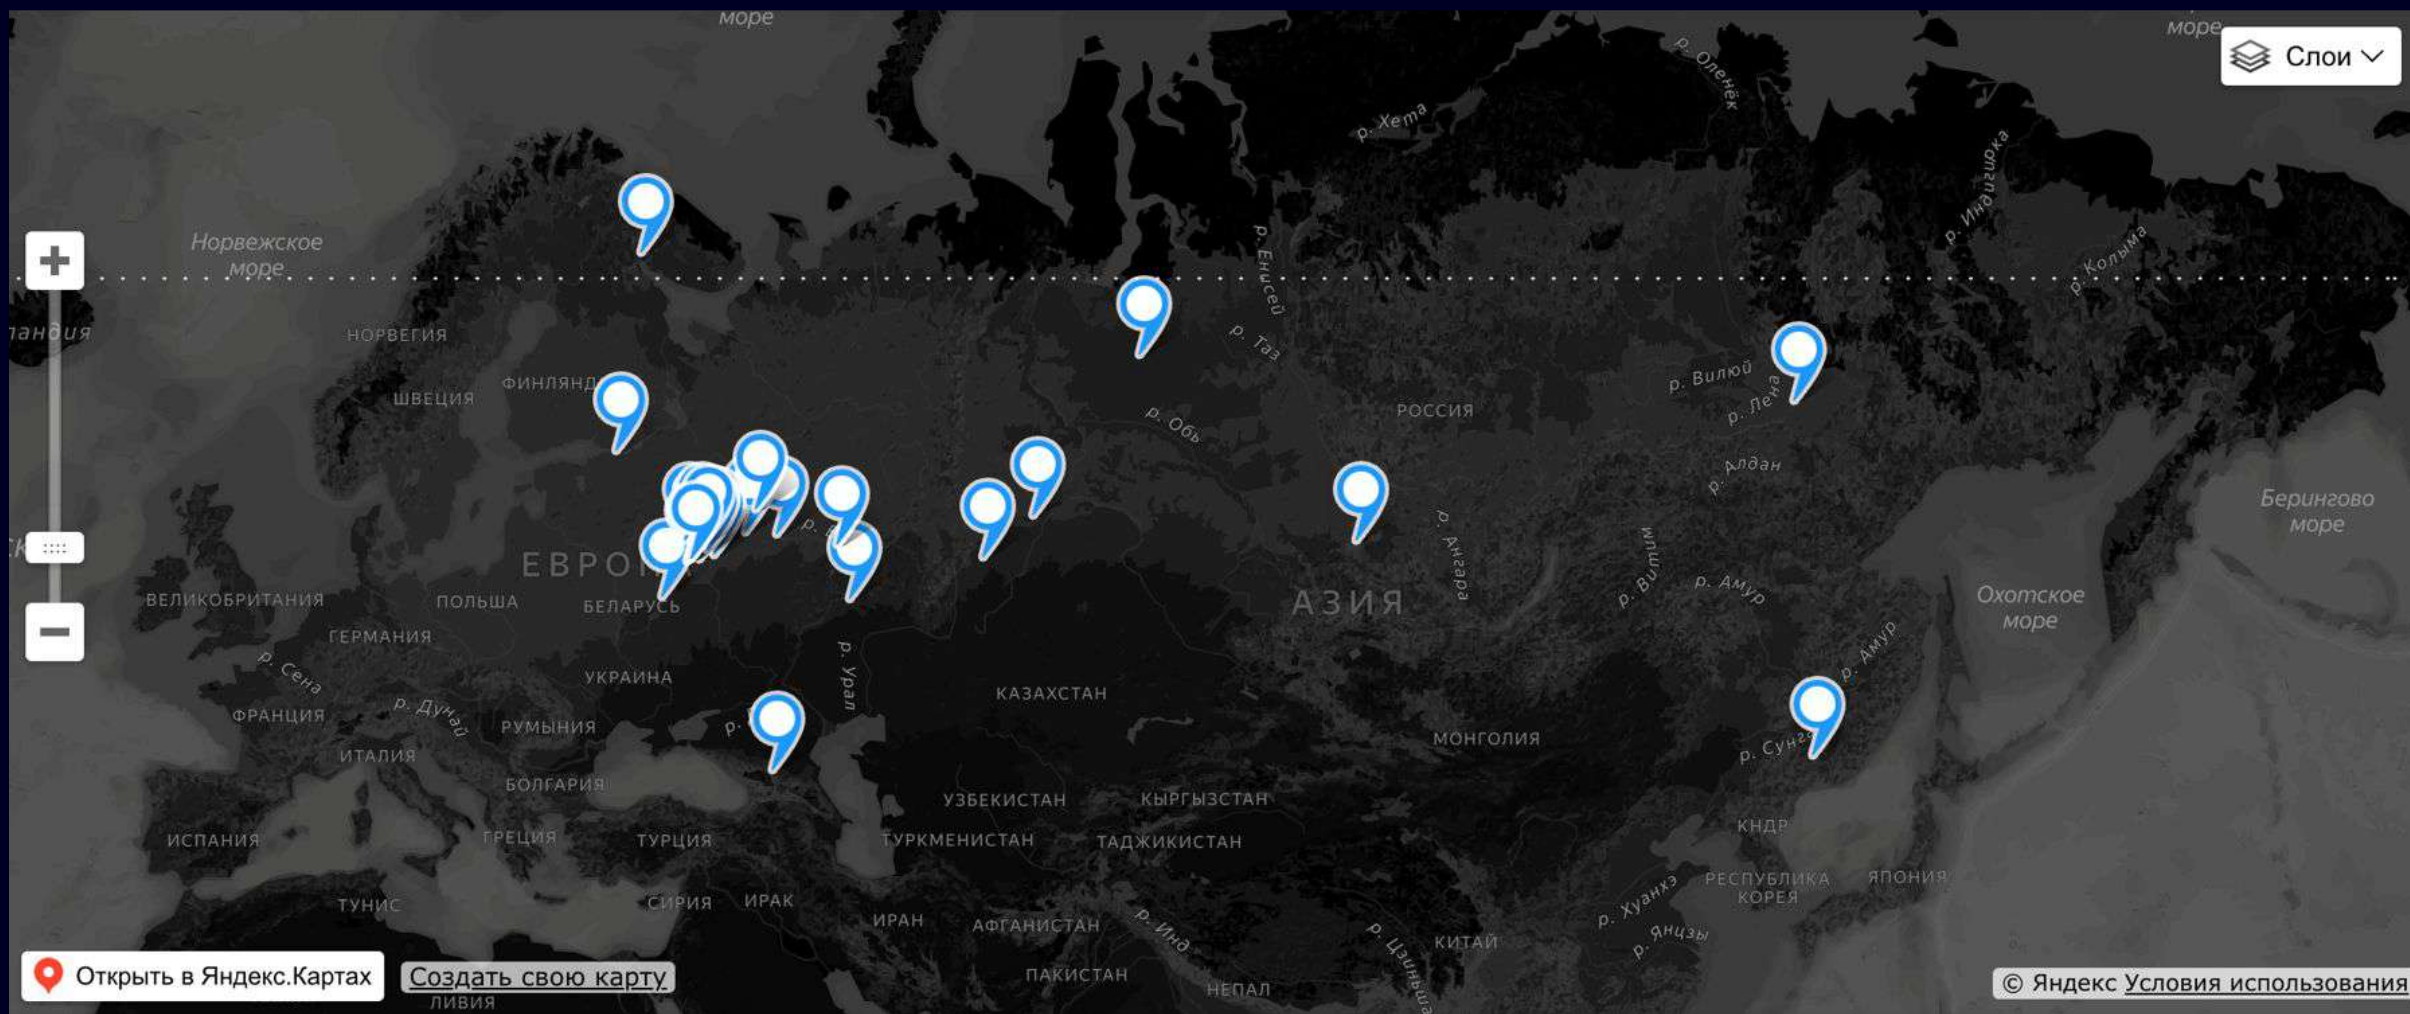 море
море
Слои
р. Оленёк
р. Хета
р. Индигирка
Норвежское
море
р. Енисей
р. Колыма
НОРВЕГИЯ
р. Таз
ФИНЛЯНД
р. Вилюй
ШВЕЦИЯ
р. Обь
РОССИЯ
р. Лена
р. Алдан
Берингово
море
р. Ангара
ЕВРОП
р. Амур
АЗИЯ
Охотское
море
ВЕЛИКОБРИТАНИЯ
ПОЛЬША
БЕЛАРУСЬ
ГЕРМАНИЯ
р. Амур
р. Сена
р. Урал
УКРАИНА
КАЗАХСТАН
ФРАНЦИЯ
р. Дунай
РУМЫНИЯ
МОНГОЛИЯ
р. Сунга
ИТАЛИЯ
БОЛГАРИЯ
УЗБЕКИСТАН
КЫРГЫЗСТАН
ИСПАНИЯ
ГРЕЦИЯ
ТУРЦИЯ
ТУРКМЕНИСТАН
ТАДЖИКИСТАН
КНДР
РЕСПУБЛИКА
КОРЕЯ
ЯПОНИЯ
ТУНИС
СИРИЯ
ИРАК
ИРАН
АФГАНИСТАН
р. Инд
р. Хуанхэ
р. Янцзы
КИТАЙ
ПАКИСТАН
НЕПАЛ
Открыть в Яндекс.Картах
Создать свою карту
ЛИВИЯ
© Яндекс Условия использования